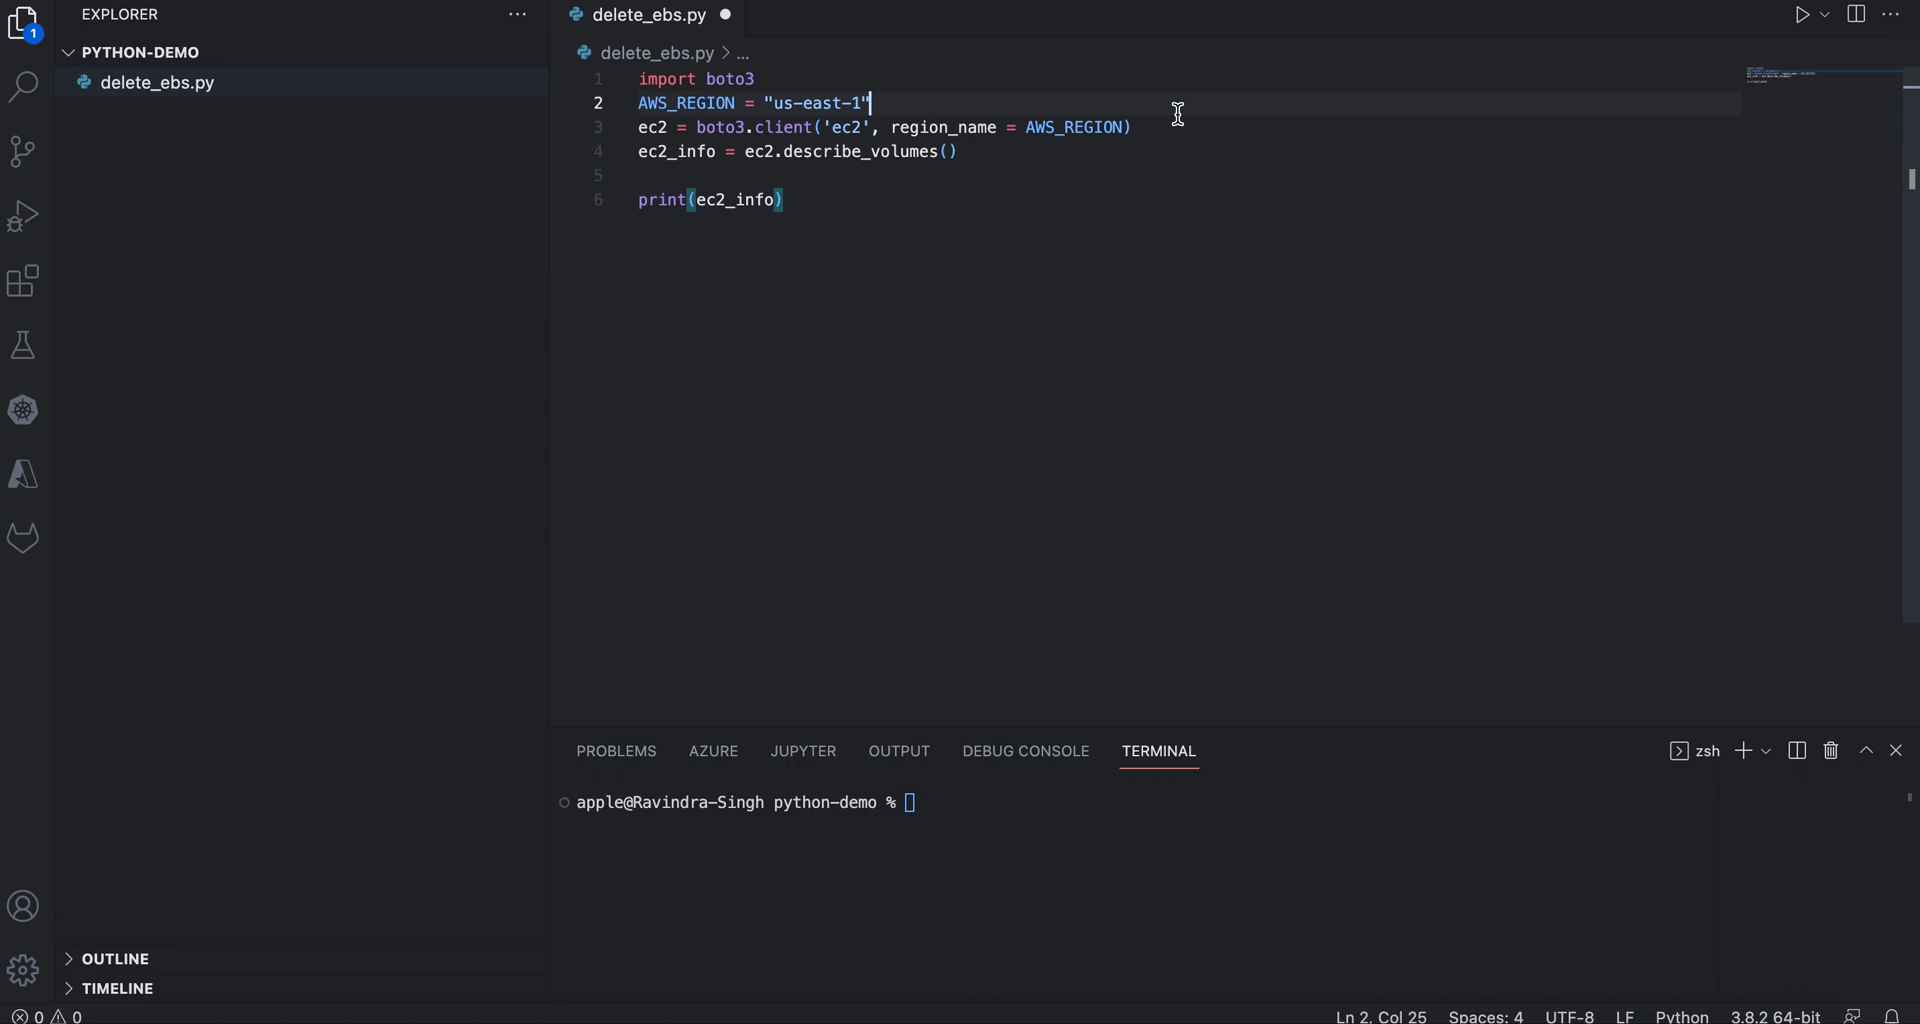 EXPLORER
1
PYTHON-DEMO
delete_ebs.py
OUTLINE
TIMELINE
delete_ebs.py
delete_ebs.py > ...
1 import boto3
2 AWS_REGION = "us-east-1"
3 ec2 = boto3.client('ec2', region_name = AWS_REGION)
4 ec2_info = ec2.describe_volumes()
5
6 print(ec2_info)
PROBLEMS AZURE JUPYTER OUTPUT DEBUG CONSOLE TERMINAL zsh
apple@Ravindra-Singh python-demo %
0 0 Ln 2, Col 25 Spaces: 4 UTF-8 LF Python 3.8.2 64-bit